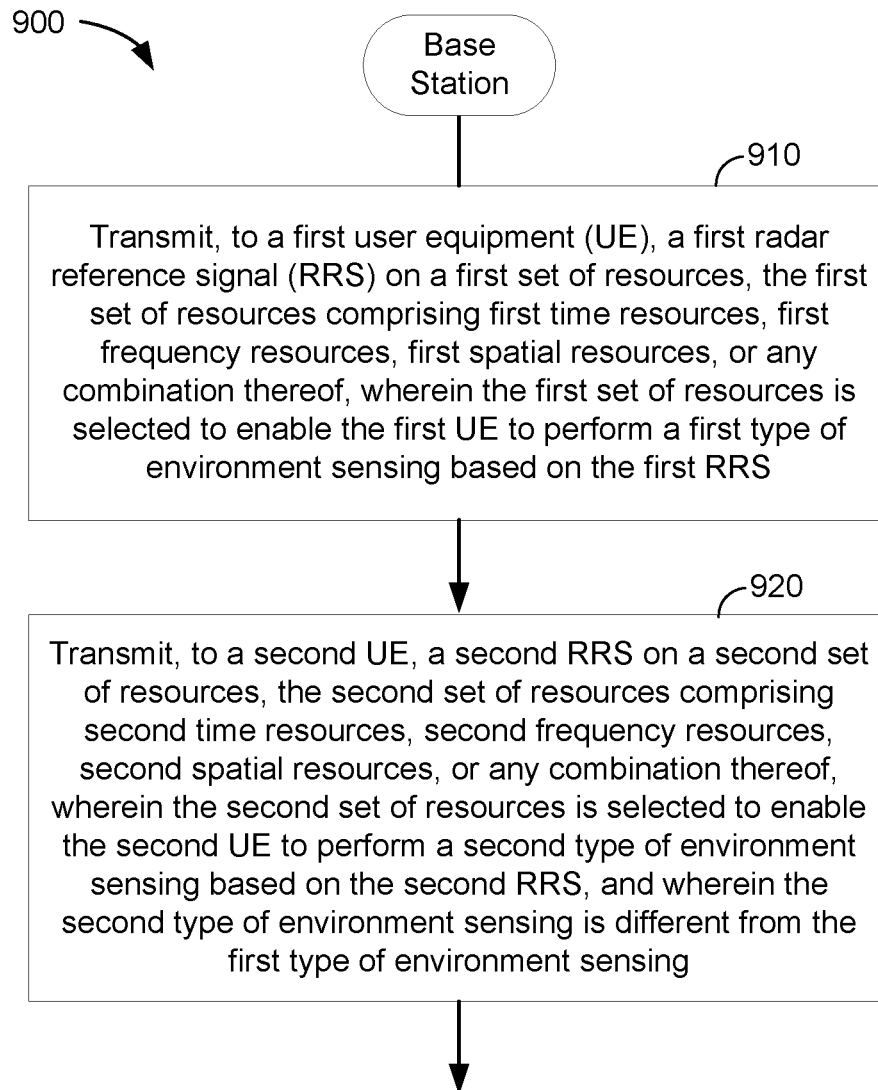 900
Base
Station
910
Transmit, to a first user equipment (UE), a first radar
reference signal (RRS) on a first set of resources, the first
set of resources comprising first time resources, first
frequency resources, first spatial resources, or any
combination thereof, wherein the first set of resources is
selected to enable the first UE to perform a first type of
environment sensing based on the first RRS
920
Transmit, to a second UE, a second RRS on a second set
of resources, the second set of resources comprising
second time resources, second frequency resources,
second spatial resources, or any combination thereof,
wherein the second set of resources is selected to enable
the second UE to perform a second type of environment
sensing based on the second RRS, and wherein the
second type of environment sensing is different from the
first type of environment sensing